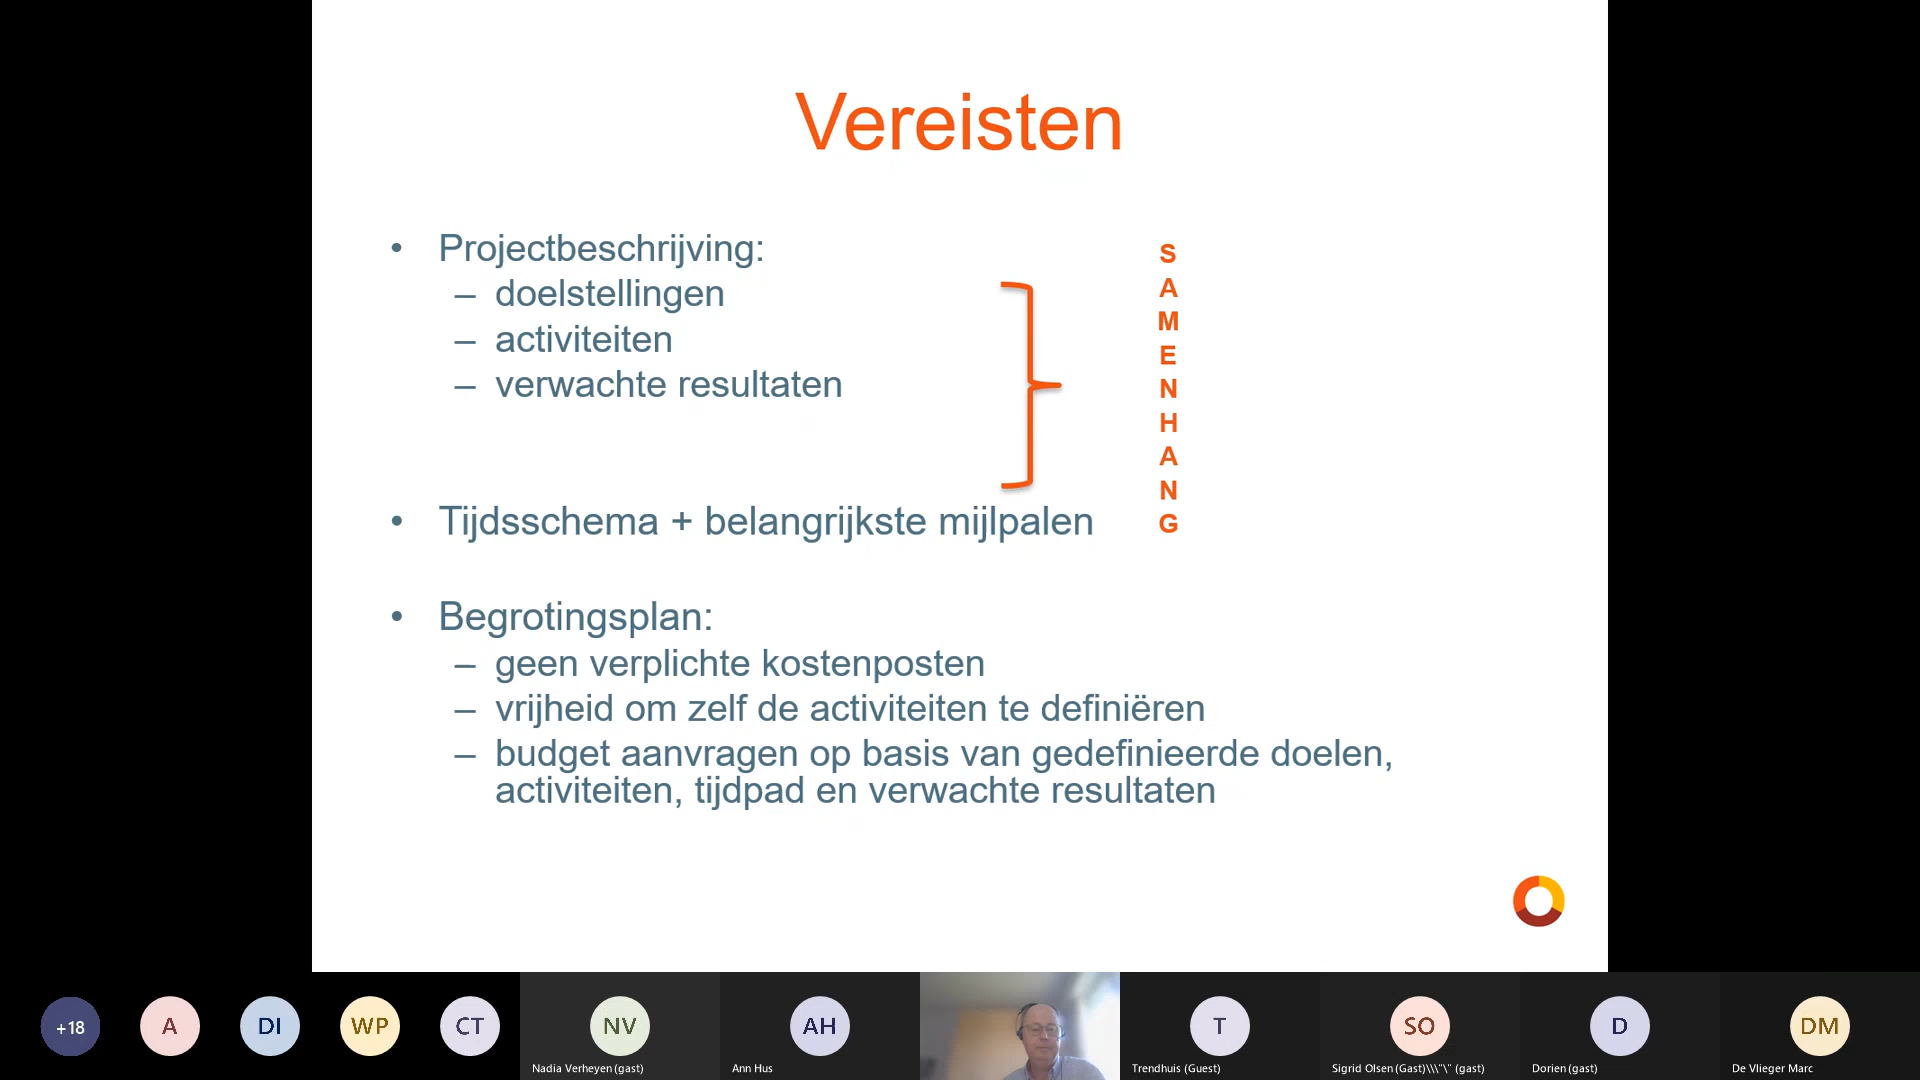 Vereisten
• Projectbeschrijving:
– doelstellingen
– activiteiten
– verwachte resultaten
S
A
M
E
N
H
A
N
G
• Tijdsschema + belangrijkste mijlpalen
• Begrotingsplan:
– geen verplichte kostenposten
– vrijheid om zelf de activiteiten te definiëren
– budget aanvragen op basis van gedefinieerde doelen,
activiteiten, tijdpad en verwachte resultaten
+18
A
DI
WP
CT
NV
AH
T
SO
D
DM
Nadia Verheyen (gast)
Ann Hus
Trendhuis (Guest)
Sigrid Olsen (Gast)\\\"\" (gast)
Dorien (gast)
De Vlieger Marc